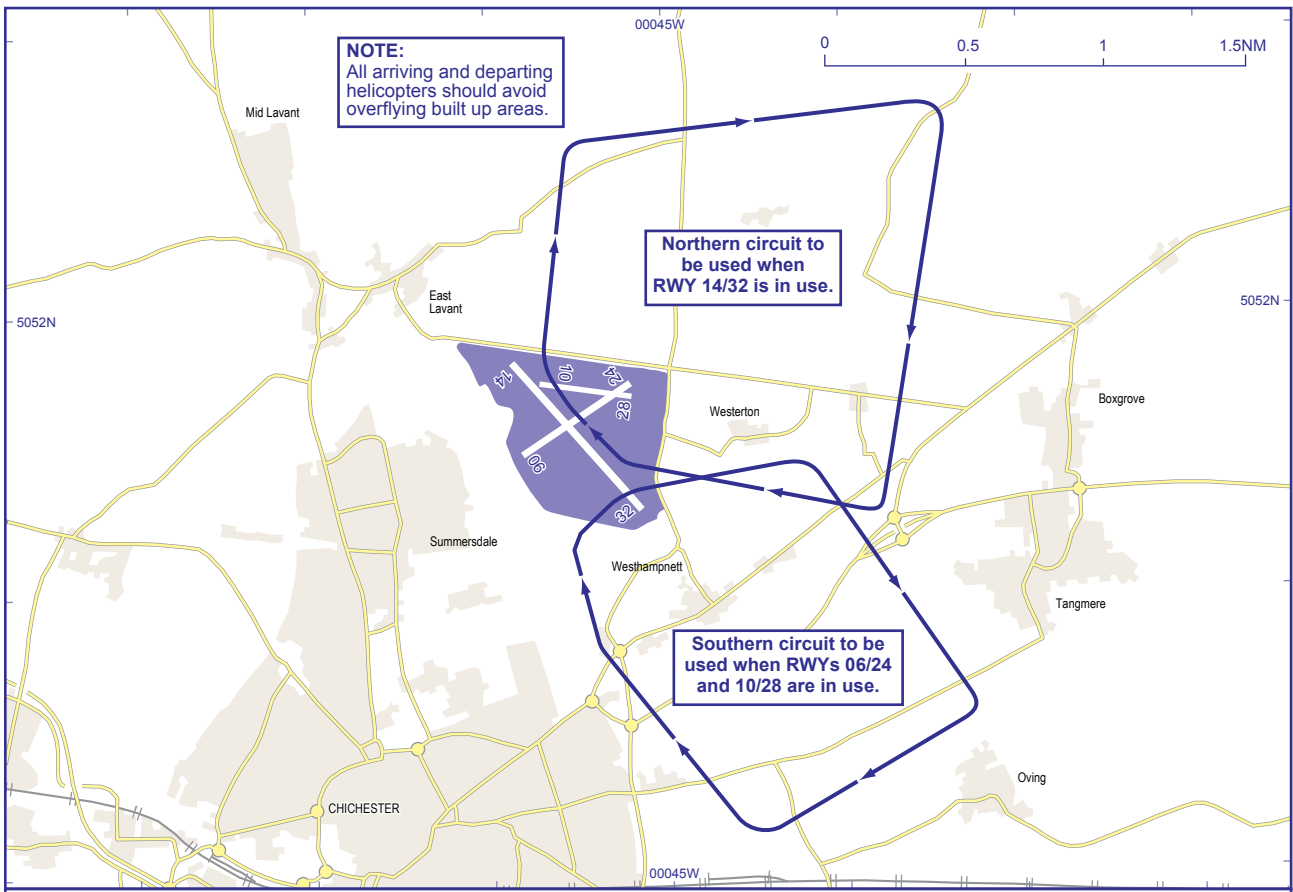 00045W
0 0.5 1 1.5NM
NOTE:
All arriving and departing
helicopters should avoid
overflying built up areas.
Mid Lavant
Northern circuit to
be used when
RWY 14/32 is in use.
East
Lavant
5052N
5052N
14
10
24
28
06
32
Westerton
Boxgrove
Summersdale
Westhampnett
Tangmere
Southern circuit to be
used when RWYs 06/24
and 10/28 are in use.
Oving
CHICHESTER
00045W